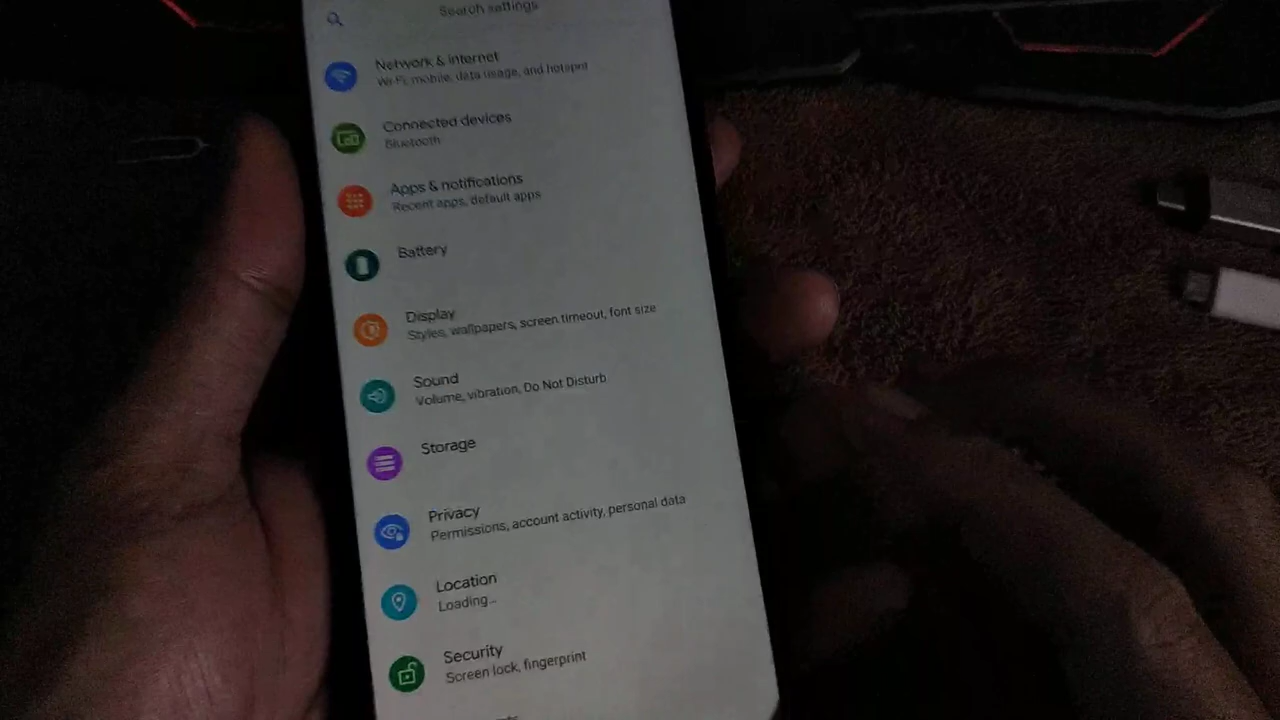 Search settings
Network & internet
Wi-Fi, mobile, data usage, and hotspot
Connected devices
Bluetooth
Apps & notifications
Recent apps, default apps
Battery
Display
Styles, wallpapers, screen timeout, font size
Sound
Volume, vibration, Do Not Disturb
Storage
Privacy
Permissions, account activity, personal data
Location
Loading...
Security
Screen lock, fingerprint